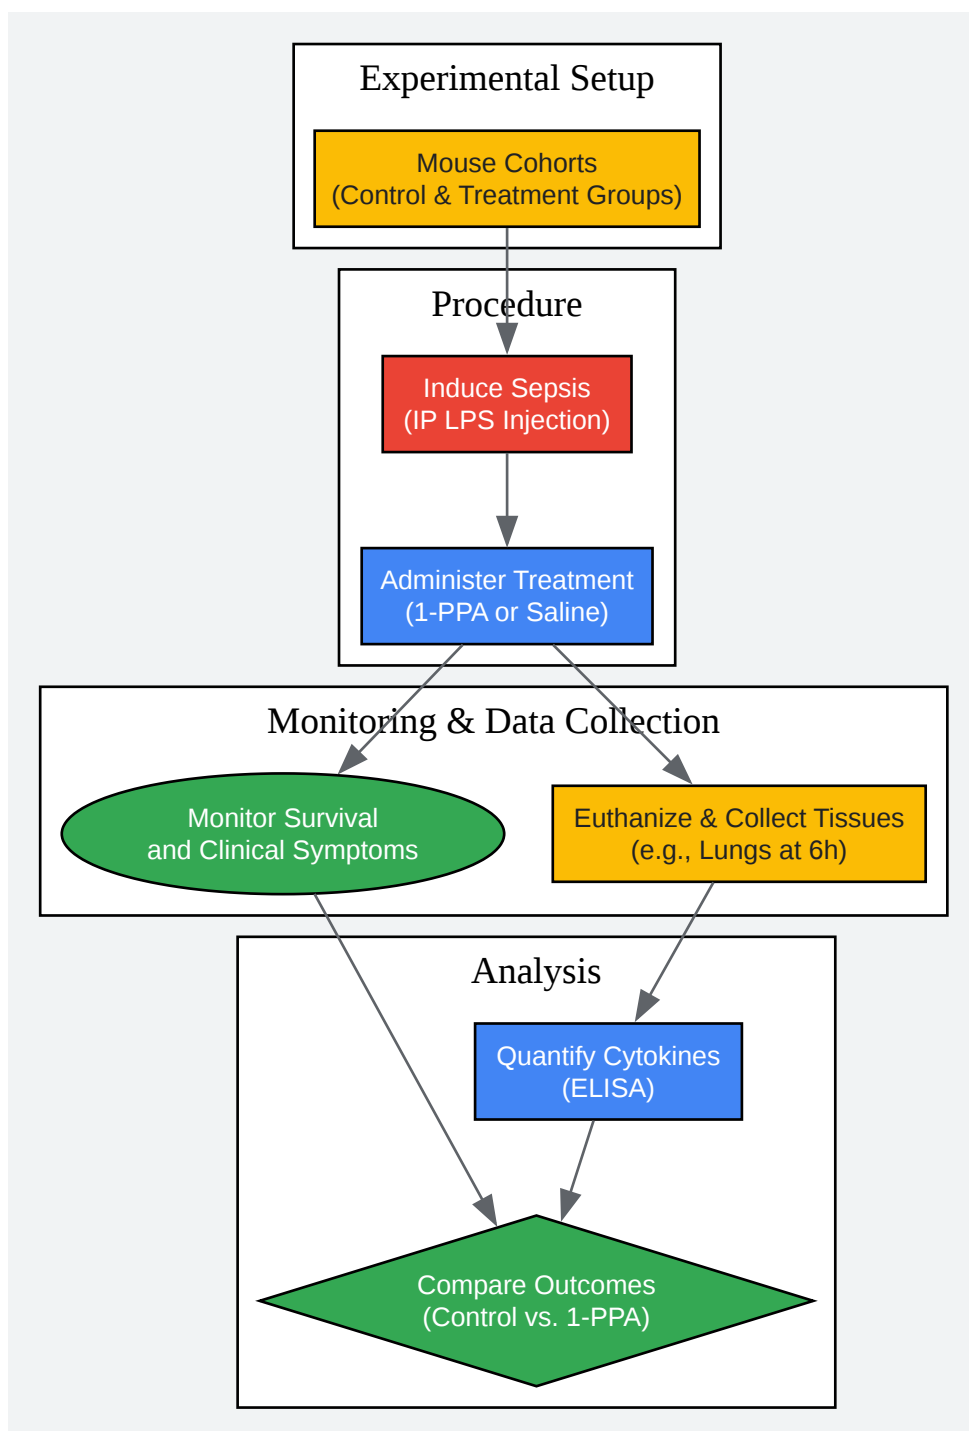 Experimental Setup
Mouse Cohorts
(Control & Treatment Groups)
Procedure
Induce Sepsis
(IP LPS Injection)
Administer Treatment
(1-PPA or Saline)
Monitoring & Data Collection
Monitor Survival
and Clinical Symptoms
Euthanize & Collect Tissues
(e.g., Lungs at 6h)
Analysis
Quantify Cytokines
(ELISA)
Compare Outcomes
(Control vs. 1-PPA)